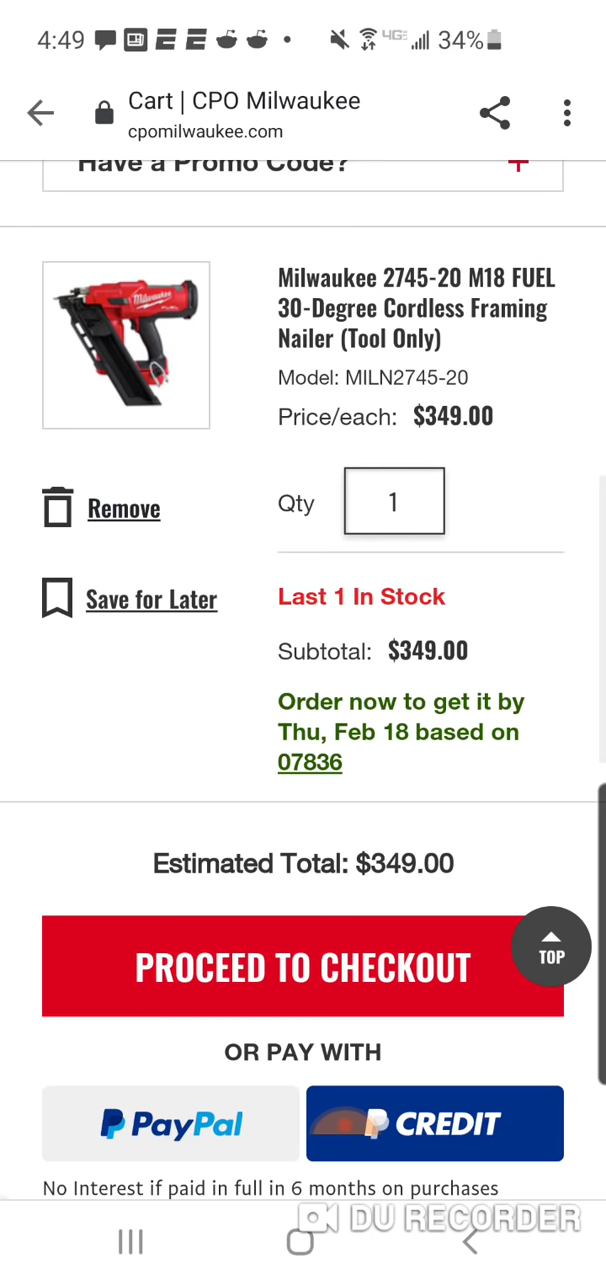 4:49 4GE 34%
Cart | CPO Milwaukee
cpomilwaukee.com
Have a Promo Code? +
Milwaukee 2745-20 M18 FUEL
30-Degree Cordless Framing
Nailer (Tool Only)
Model: MILN2745-20
Price/each: $349.00
Milwaukee
Remove
Qty 1
Save for Later
Last 1 In Stock
Subtotal: $349.00
Order now to get it by
Thu, Feb 18 based on
07836
Estimated Total: $349.00
PROCEED TO CHECKOUT
TOP
OR PAY WITH
PayPal
CREDIT
No Interest if paid in full in 6 months on purchases
DU RECORDER